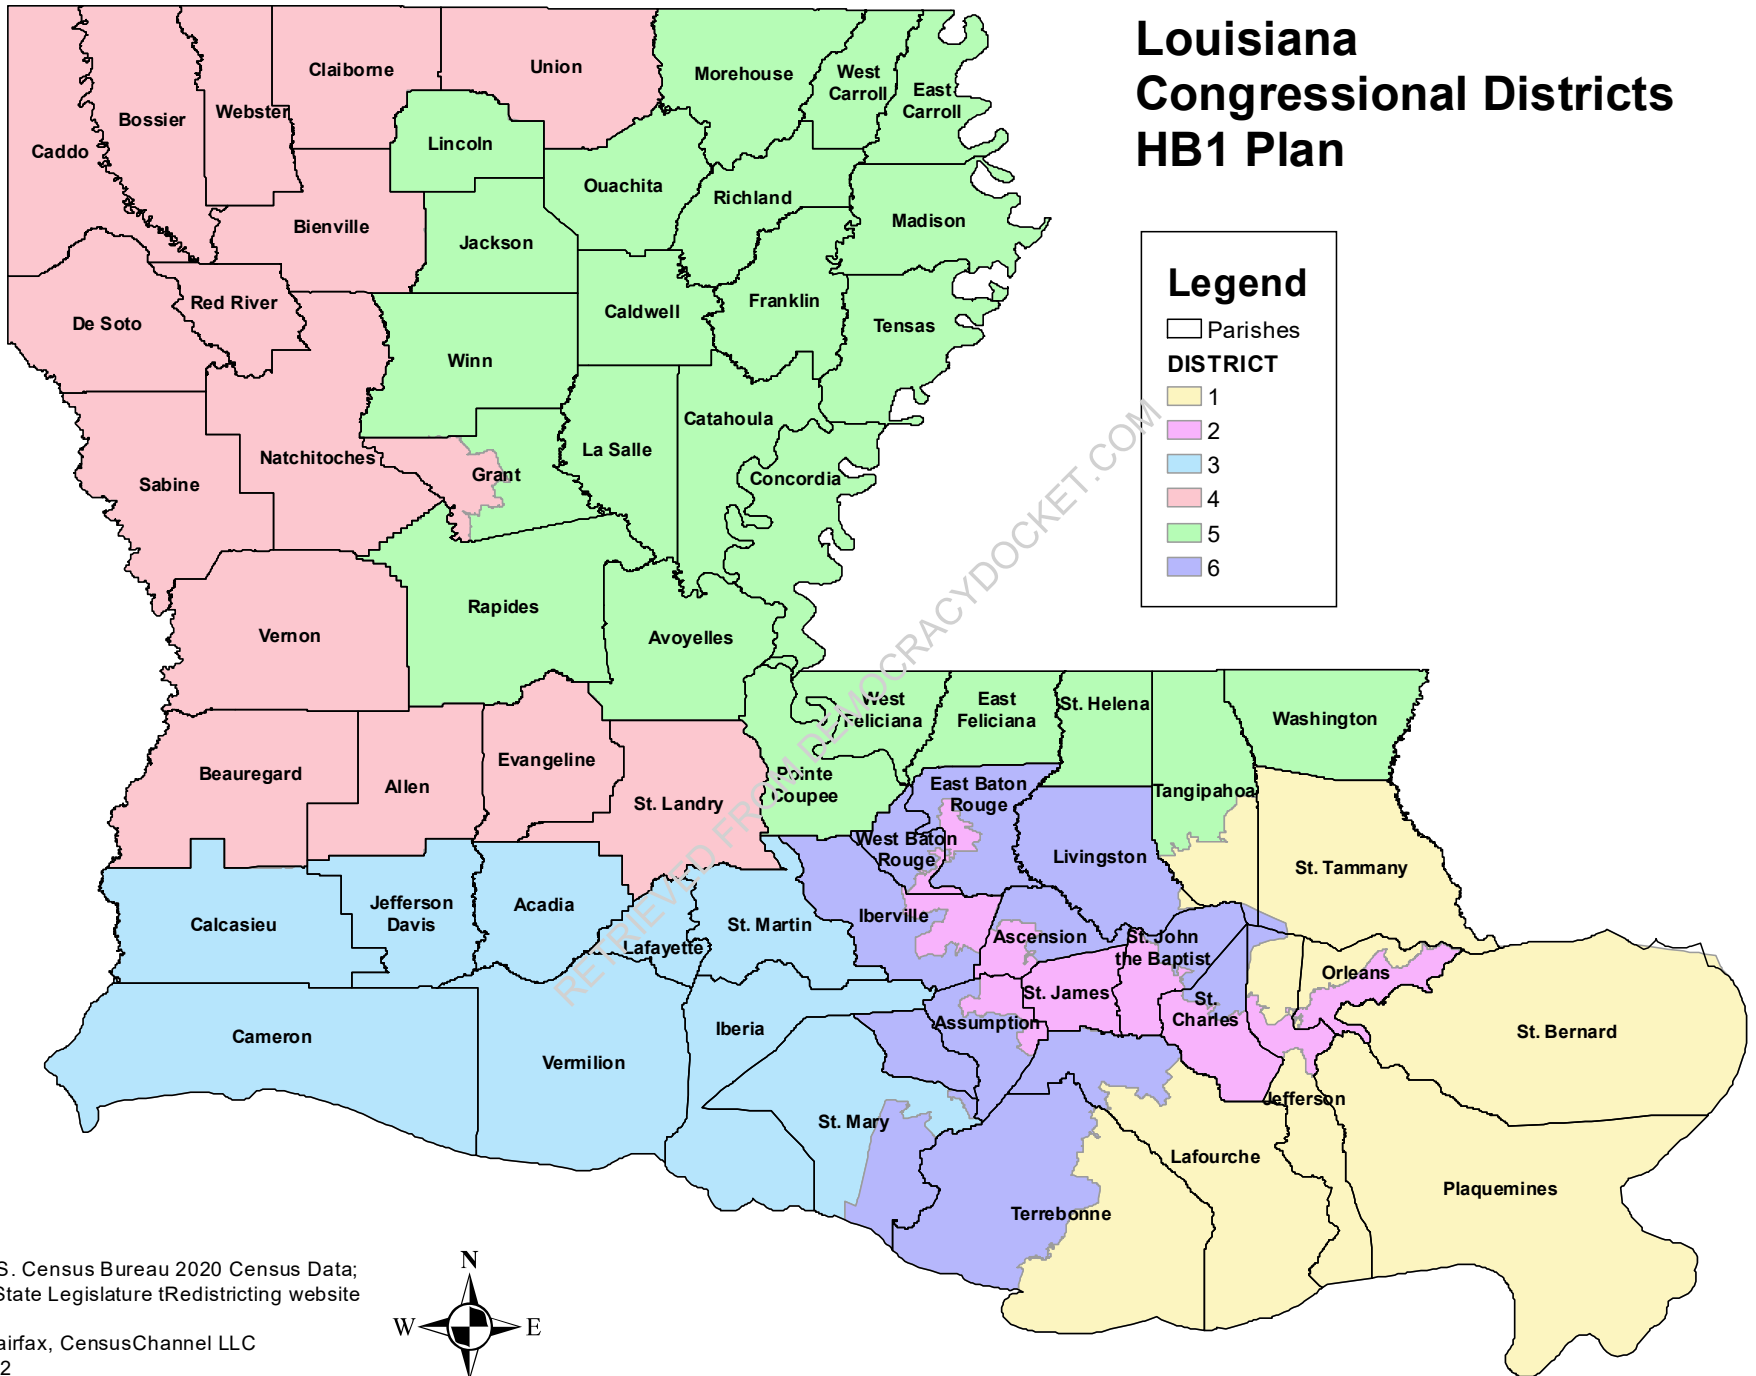 Louisiana
Congressional Districts
HB1 Plan
Legend
Parishes
DISTRICT
1
2
3
4
5
6
Caddo
Bossier
Webster
Claiborne
Union
Morehouse
West
Carroll
East
Carroll
Lincoln
Ouachita
Richland
Madison
Bienville
Jackson
De Soto
Red River
Caldwell
Franklin
Tensas
Winn
Natchitoches
Sabine
Grant
La Salle
Catahoula
Concordia
Vernon
Rapides
Avoyelles
Beauregard
Allen
Evangeline
St. Landry
Pointe
Coupee
West
Feliciana
East
Feliciana
St. Helena
Tangipahoa
Washington
East Baton
Rouge
West Baton
Rouge
Livingston
St. Tammany
Calcasieu
Jefferson
Davis
Acadia
Lafayette
St. Martin
Iberville
Ascension
St. John
the Baptist
Orleans
St. James
St.
Charles
Assumption
St. Bernard
Cameron
Vermilion
Iberia
St. Mary
Jefferson
Lafourche
Terrebonne
Plaquemines
RETRIEVED FROM DEMOCRACYDOCKET.COM
S. Census Bureau 2020 Census Data;
State Legislature tRedistricting website
airfax, CensusChannel LLC
2
N
W
E